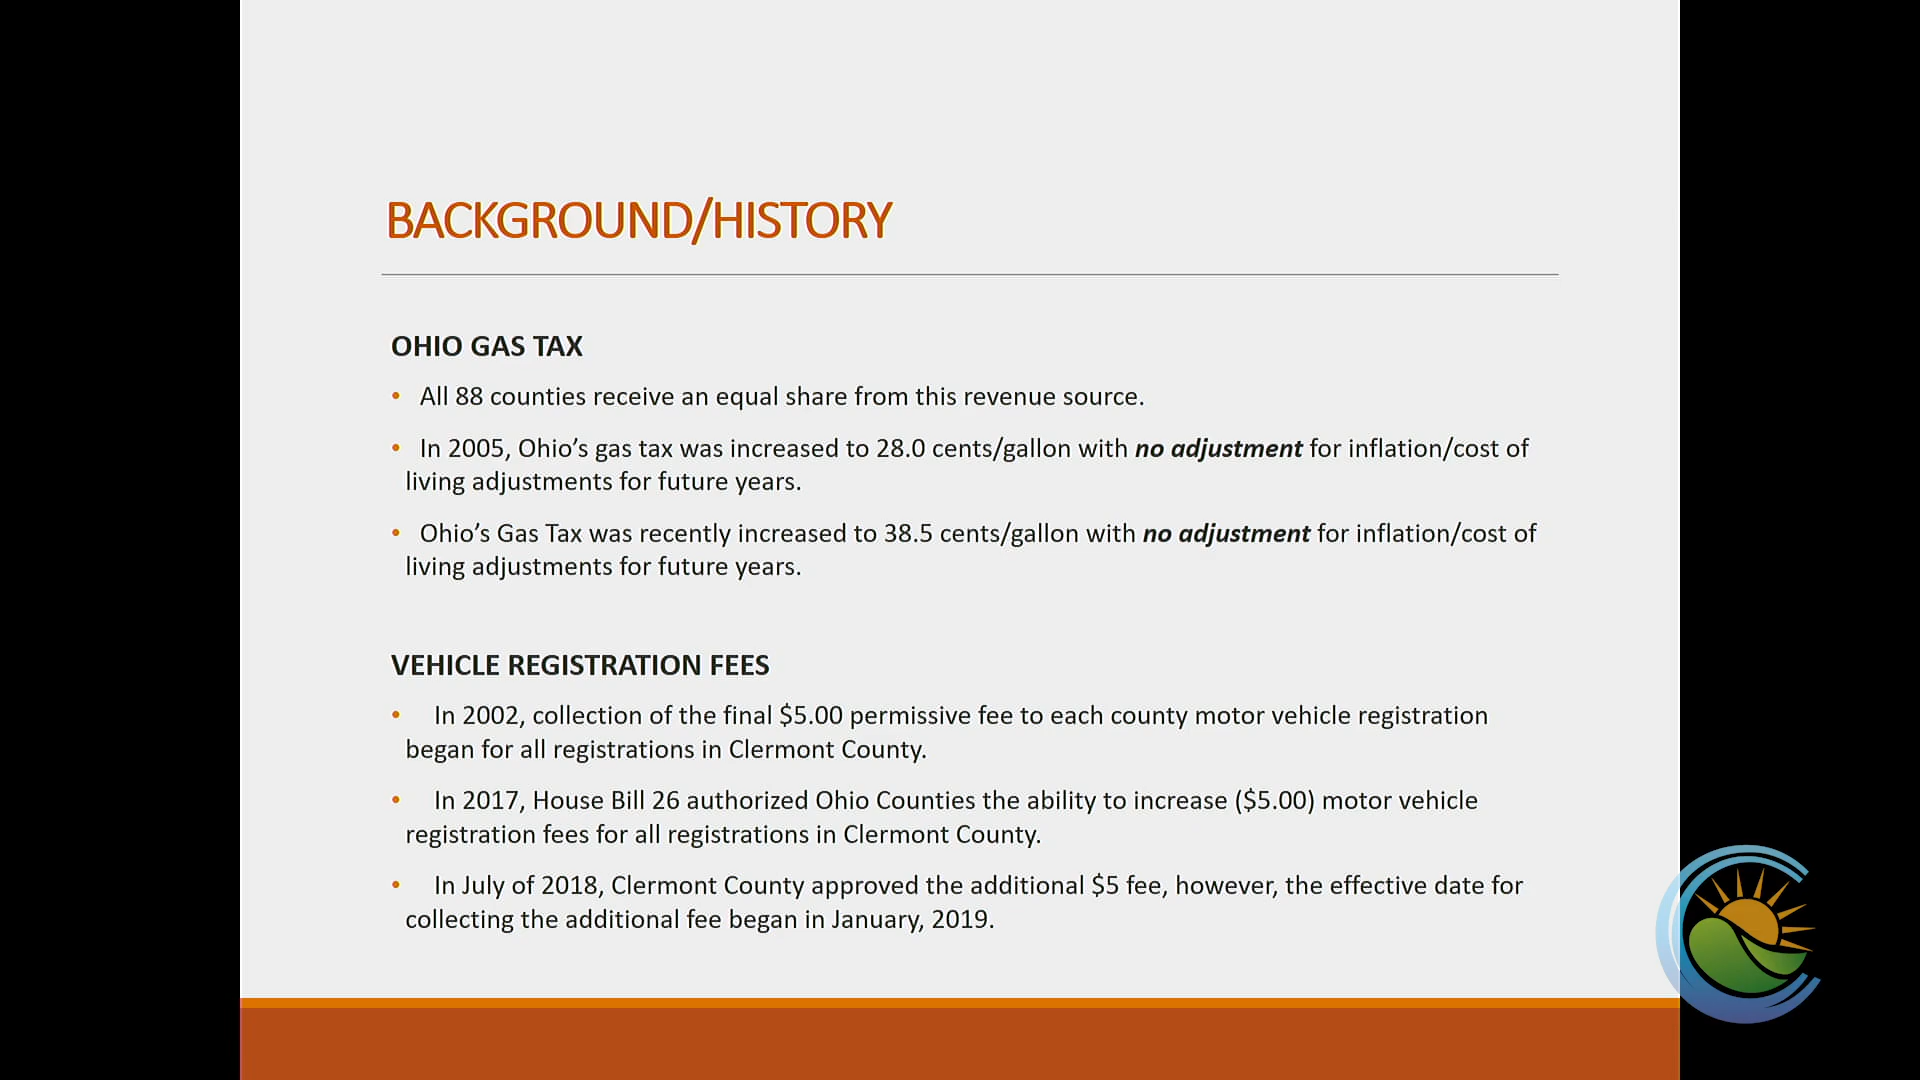 BACKGROUND/HISTORY
OHIO GAS TAX
• All 88 counties receive an equal share from this revenue source.
• In 2005, Ohio’s gas tax was increased to 28.0 cents/gallon with no adjustment for inflation/cost of
living adjustments for future years.
• Ohio’s Gas Tax was recently increased to 38.5 cents/gallon with no adjustment for inflation/cost of
living adjustments for future years.
VEHICLE REGISTRATION FEES
• In 2002, collection of the final $5.00 permissive fee to each county motor vehicle registration
began for all registrations in Clermont County.
• In 2017, House Bill 26 authorized Ohio Counties the ability to increase ($5.00) motor vehicle
registration fees for all registrations in Clermont County.
• In July of 2018, Clermont County approved the additional $5 fee, however, the effective date for
collecting the additional fee began in January, 2019.